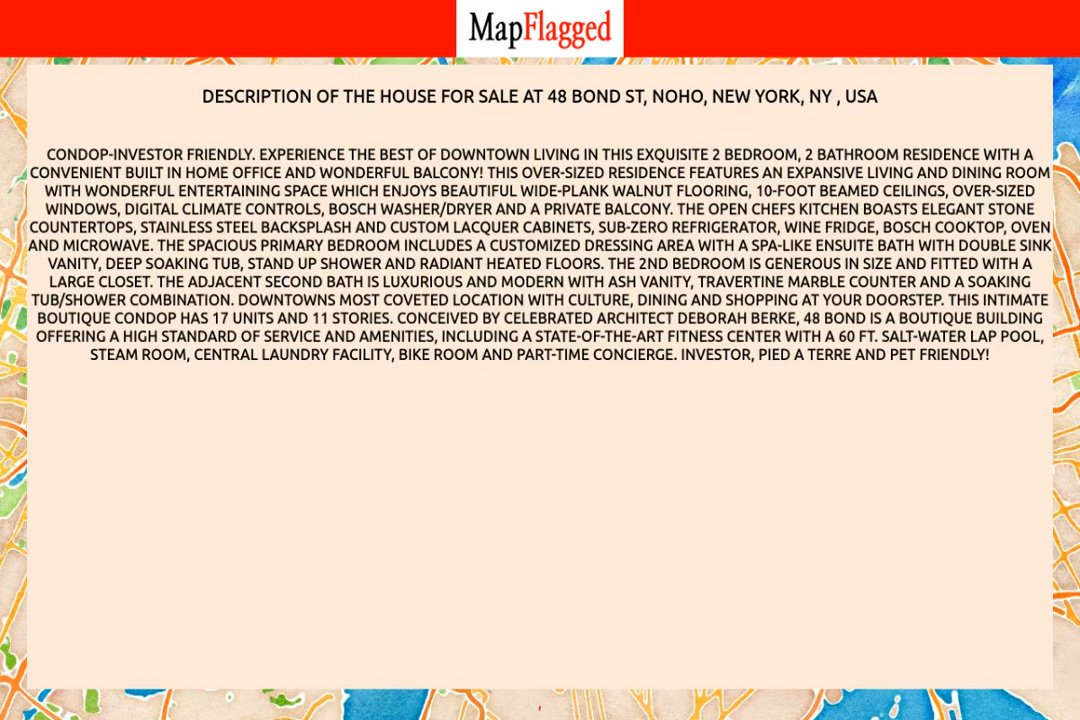 MapFlagged
DESCRIPTION OF THE HOUSE FOR SALE AT 48 BOND ST, NOHO, NEW YORK, NY , USA
CONDOP-INVESTOR FRIENDLY. EXPERIENCE THE BEST OF DOWNTOWN LIVING IN THIS EXQUISITE 2 BEDROOM, 2 BATHROOM RESIDENCE WITH A
CONVENIENT BUILT IN HOME OFFICE AND WONDERFUL BALCONY! THIS OVER-SIZED RESIDENCE FEATURES AN EXPANSIVE LIVING AND DINING ROOM
WITH WONDERFUL ENTERTAINING SPACE WHICH ENJOYS BEAUTIFUL WIDE-PLANK WALNUT FLOORING, 10-FOOT BEAMED CEILINGS, OVER-SIZED
WINDOWS, DIGITAL CLIMATE CONTROLS, BOSCH WASHER/DRYER AND A PRIVATE BALCONY. THE OPEN CHEFS KITCHEN BOASTS ELEGANT STONE
COUNTERTOPS, STAINLESS STEEL BACKSPLASH AND CUSTOM LACQUER CABINETS, SUB-ZERO REFRIGERATOR, WINE FRIDGE, BOSCH COOKTOP, OVEN
AND MICROWAVE. THE SPACIOUS PRIMARY BEDROOM INCLUDES A CUSTOMIZED DRESSING AREA WITH A SPA-LIKE ENSUITE BATH WITH DOUBLE SINK
VANITY, DEEP SOAKING TUB, STAND UP SHOWER AND RADIANT HEATED FLOORS. THE 2ND BEDROOM IS GENEROUS IN SIZE AND FITTED WITH A
LARGE CLOSET. THE ADJACENT SECOND BATH IS LUXURIOUS AND MODERN WITH ASH VANITY, TRAVERTINE MARBLE COUNTER AND A SOAKING
TUB/SHOWER COMBINATION. DOWNTOWNS MOST COVETED LOCATION WITH CULTURE, DINING AND SHOPPING AT YOUR DOORSTEP. THIS INTIMATE
BOUTIQUE CONDOP HAS 17 UNITS AND 11 STORIES. CONCEIVED BY CELEBRATED ARCHITECT DEBORAH BERKE, 48 BOND IS A BOUTIQUE BUILDING
OFFERING A HIGH STANDARD OF SERVICE AND AMENITIES, INCLUDING A STATE-OF-THE-ART FITNESS CENTER WITH A 60 FT. SALT-WATER LAP POOL,
STEAM ROOM, CENTRAL LAUNDRY FACILITY, BIKE ROOM AND PART-TIME CONCIERGE. INVESTOR, PIED A TERRE AND PET FRIENDLY!
,